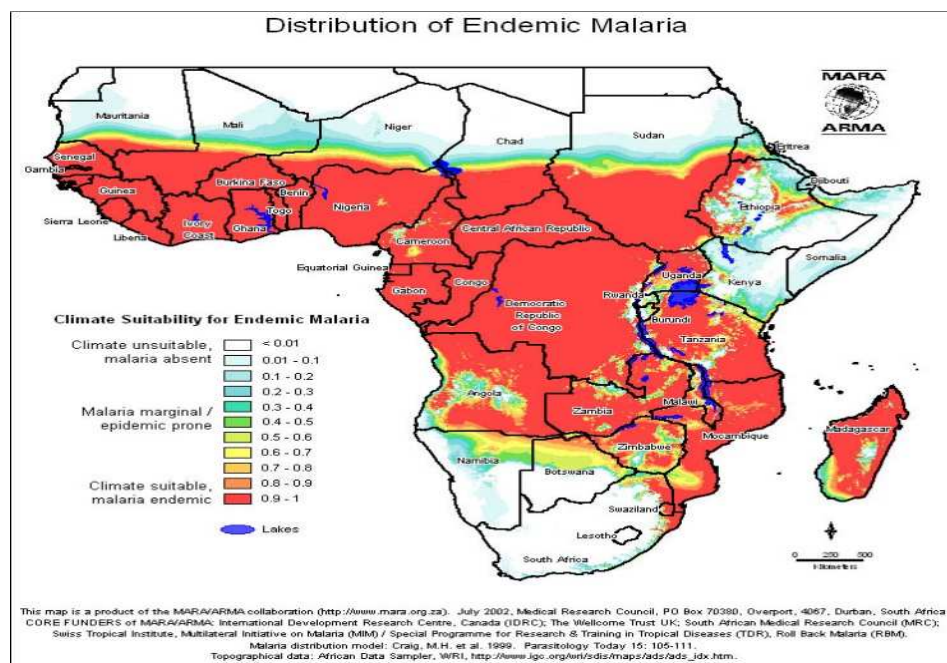 Distribution of Endemic Malaria
MARA
ARMA
Mauritania
Mali
Niger
Chad
Sudan
Eritrea
Senegal
Gambia
Burkina Faso
Djibouti
Guinea
Benin
Nigeria
Ethiopia
Togo
Sierra Leone
Ivory
Coast
Ghana
Central African Republic
Liberia
Cameroon
Somalia
Equatorial Guinea
Uganda
Kenya
Congo
Gabon
Rwanda
Democratic
Republic
of Congo
Burundi
Tanzania
Climate Suitability for Endemic Malaria
Climate unsuitable,
malaria absent
Malaria marginal /
epidemic prone
Climate suitable,
malaria endemic
< 0.01
0.01 - 0.1
0.1 - 0.2
0.2 - 0.3
0.3 - 0.4
0.4 - 0.5
0.5 - 0.6
0.6 - 0.7
0.7 - 0.8
0.8 - 0.9
0.9 - 1
Lakes
Angola
Malawi
Zambia
Mocambique
Madagascar
Zimbabwe
Namibia
Botswana
Swaziland
Lesotho
South Africa
0 250 500
Kilometers
This map is a product of the MARA/ARMA collaboration (http://www.mara.org.za). July 2002, Medical Research Council, PO Box 70380, Overport, 4067, Durban, South Africa
CORE FUNDERS of MARA/ARMA: International Development Research Centre, Canada (IDRC); The Wellcome Trust UK; South African Medical Research Council (MRC);
Swiss Tropical Institute, Multilateral Initiative on Malaria (MIM) / Special Programme for Research & Training in Tropical Diseases (TDR), Roll Back Malaria (RBM).
Malaria distribution model: Craig, M.H. et al. 1999. Parasitology Today 15: 105-111.
Topographical data: African Data Sampler, WRI, http://www.igc.org/wri/sdis/maps/ads/ads_idx.htm.